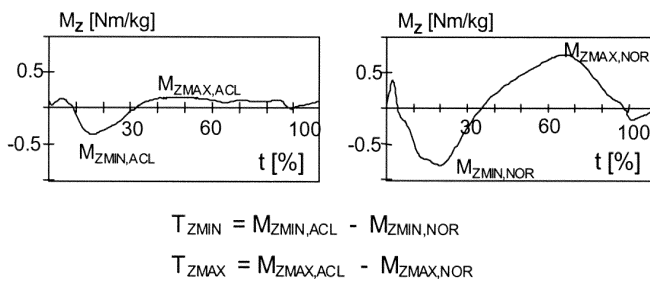 M_Z [Nm/kg]
0.5
-0.5
M_ZMAX,ACL
30
60
100
M_ZMIN,ACL
t [%]
M_Z [Nm/kg]
0.5
-0.5
M_ZMAX,NOR
30
60
100
M_ZMIN,NOR
t [%]
T_ZMIN = M_ZMIN,ACL - M_ZMIN,NOR
T_ZMAX = M_ZMAX,ACL - M_ZMAX,NOR